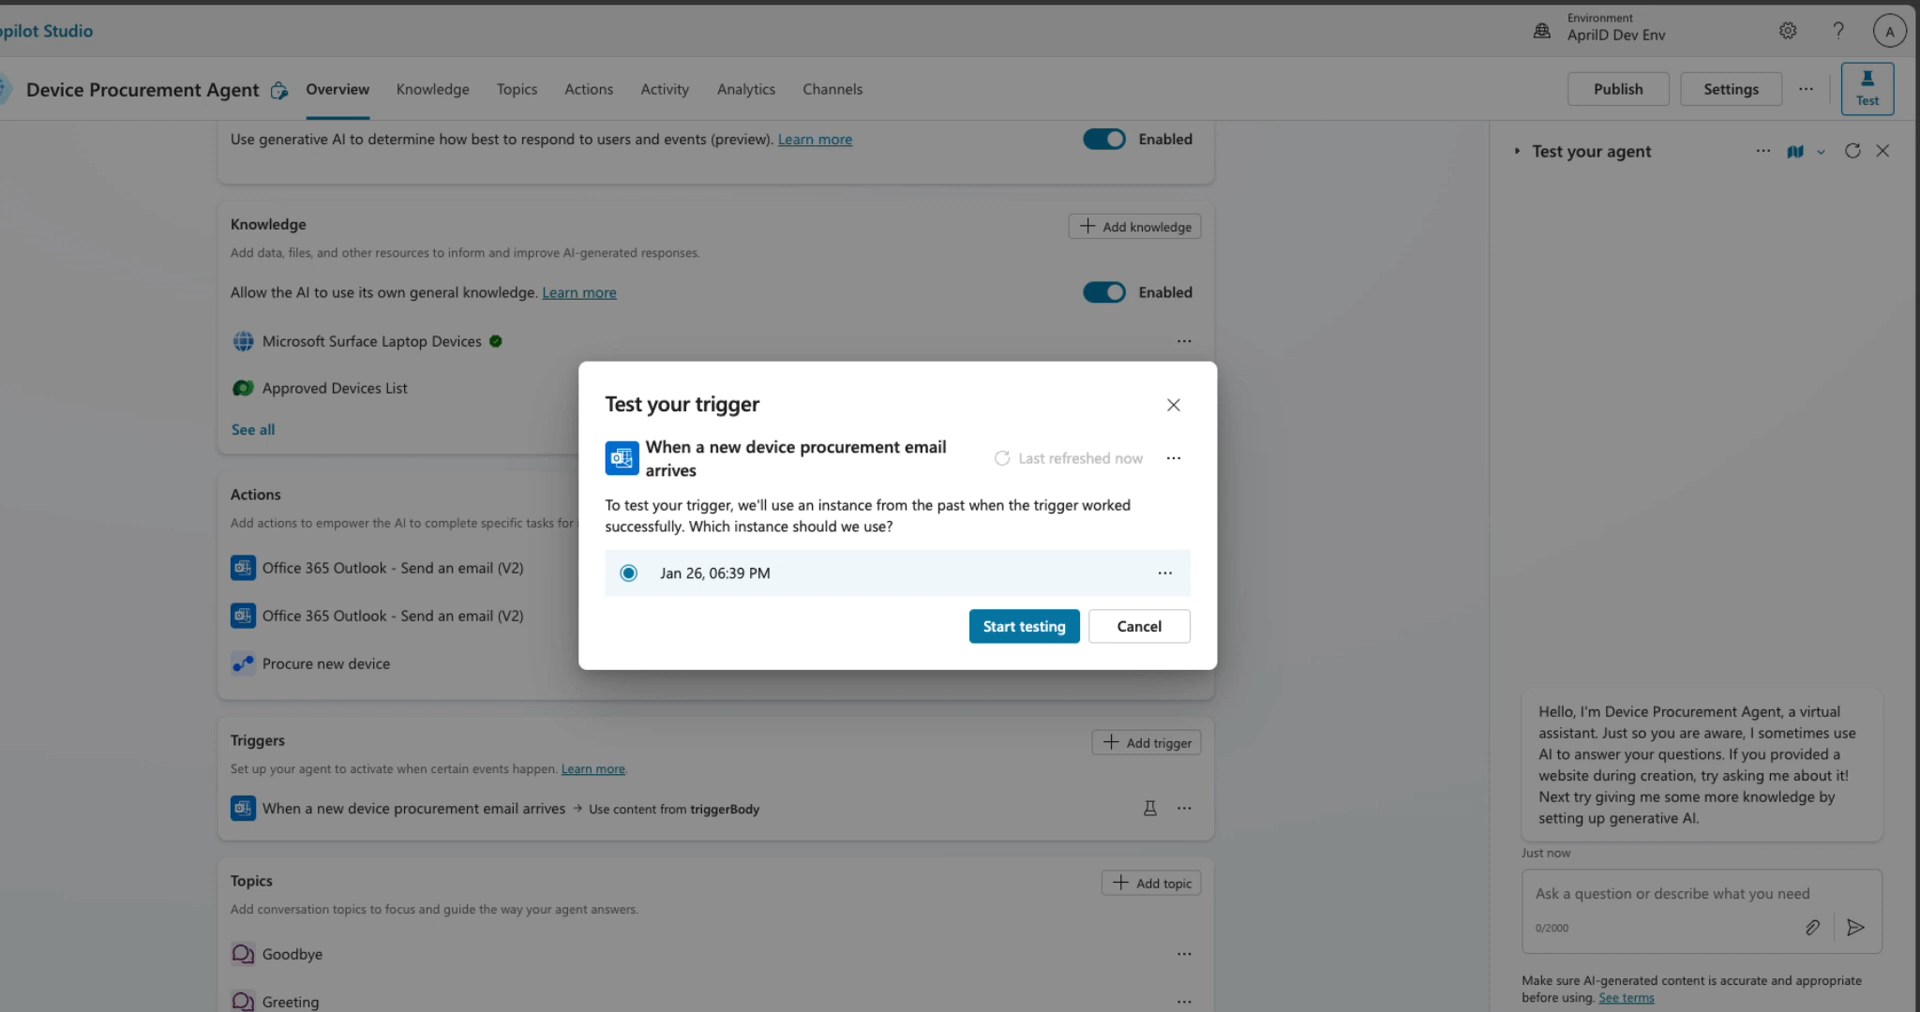 opilot Studio
Environment
AprilD Dev Env
?
A
Device Procurement Agent
Overview
Knowledge
Topics
Actions
Activity
Analytics
Channels
Publish
Settings
...
Test
Use generative AI to determine how best to respond to users and events (preview). Learn more
Enabled
Knowledge
Add knowledge
Add data, files, and other resources to inform and improve AI-generated responses.
Allow the AI to use its own general knowledge. Learn more
Enabled
Microsoft Surface Laptop Devices
Approved Devices List
See all
Actions
Add actions to empower the AI to complete specific tasks for
Office 365 Outlook - Send an email (V2)
Office 365 Outlook - Send an email (V2)
Procure new device
Triggers
Add trigger
Set up your agent to activate when certain events happen. Learn more.
When a new device procurement email arrives → Use content from triggerBody
Topics
Add topic
Add conversation topics to focus and guide the way your agent answers.
Goodbye
Greeting
Test your trigger
When a new device procurement email
arrives
Last refreshed now
To test your trigger, we'll use an instance from the past when the trigger worked
successfully. Which instance should we use?
Jan 26, 06:39 PM
Start testing
Cancel
Test your agent
Hello, I'm Device Procurement Agent, a virtual
assistant. Just so you are aware, I sometimes use
AI to answer your questions. If you provided a
website during creation, try asking me about it!
Next try giving me some more knowledge by
setting up generative AI.
Just now
Ask a question or describe what you need
0/2000
Make sure AI-generated content is accurate and appropriate
before using. See terms